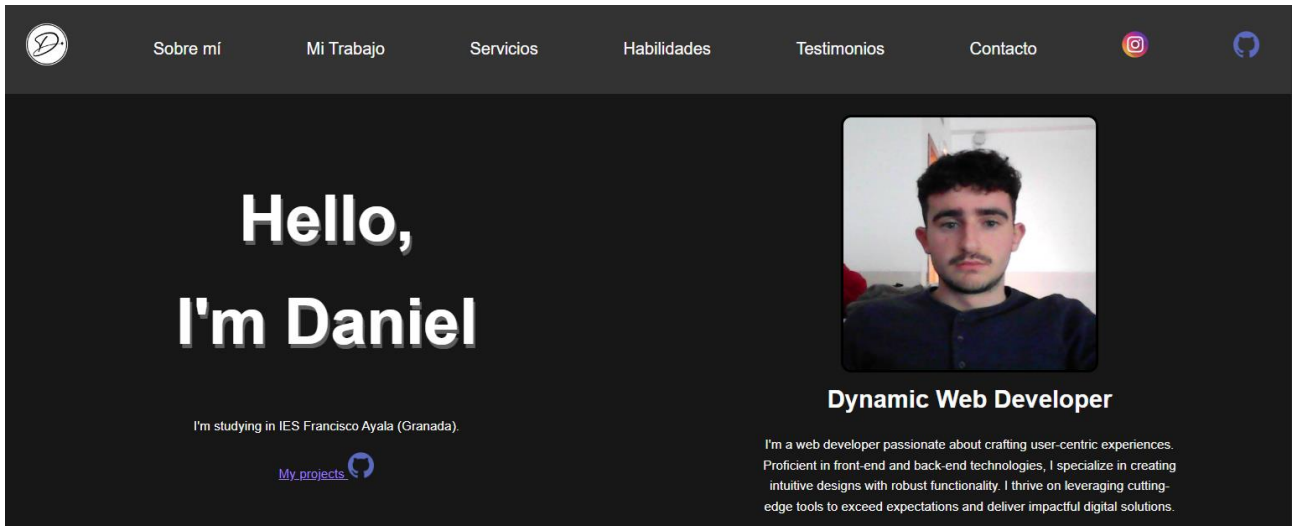 D.
Sobre mí
Mi Trabajo
Servicios
Habilidades
Testimonios
Contacto
Hello,
I'm Daniel
I'm studying in IES Francisco Ayala (Granada).
My projects
Dynamic Web Developer
I'm a web developer passionate about crafting user-centric experiences.
Proficient in front-end and back-end technologies, I specialize in creating
intuitive designs with robust functionality. I thrive on leveraging cutting-
edge tools to exceed expectations and deliver impactful digital solutions.